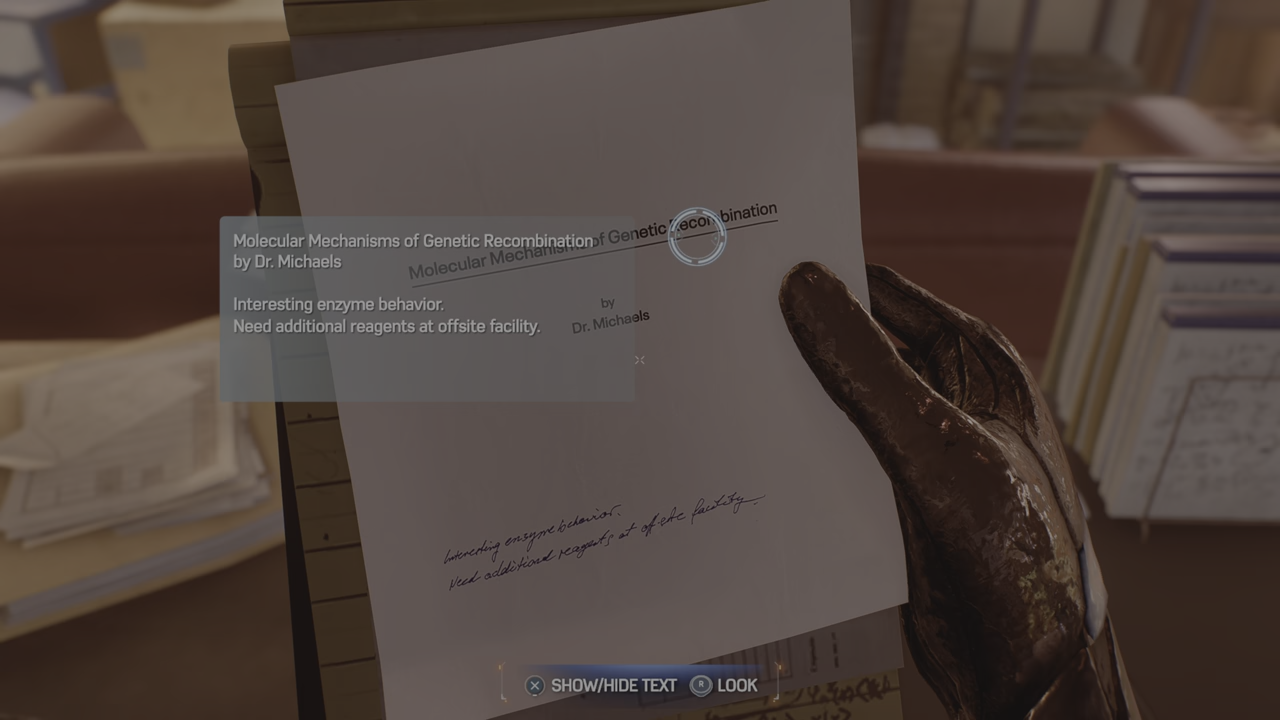 Molecular Mechanisms of Genetic Recombination
by
Dr. Michaels
Molecular Mechanisms of Genetic Recombination
by Dr. Michaels
Interesting enzyme behavior.
Need additional reagents at offsite facility.
Interesting enzyme behavior.
Need additional reagents at offsite facility.
SHOW/HIDE TEXT R LOOK